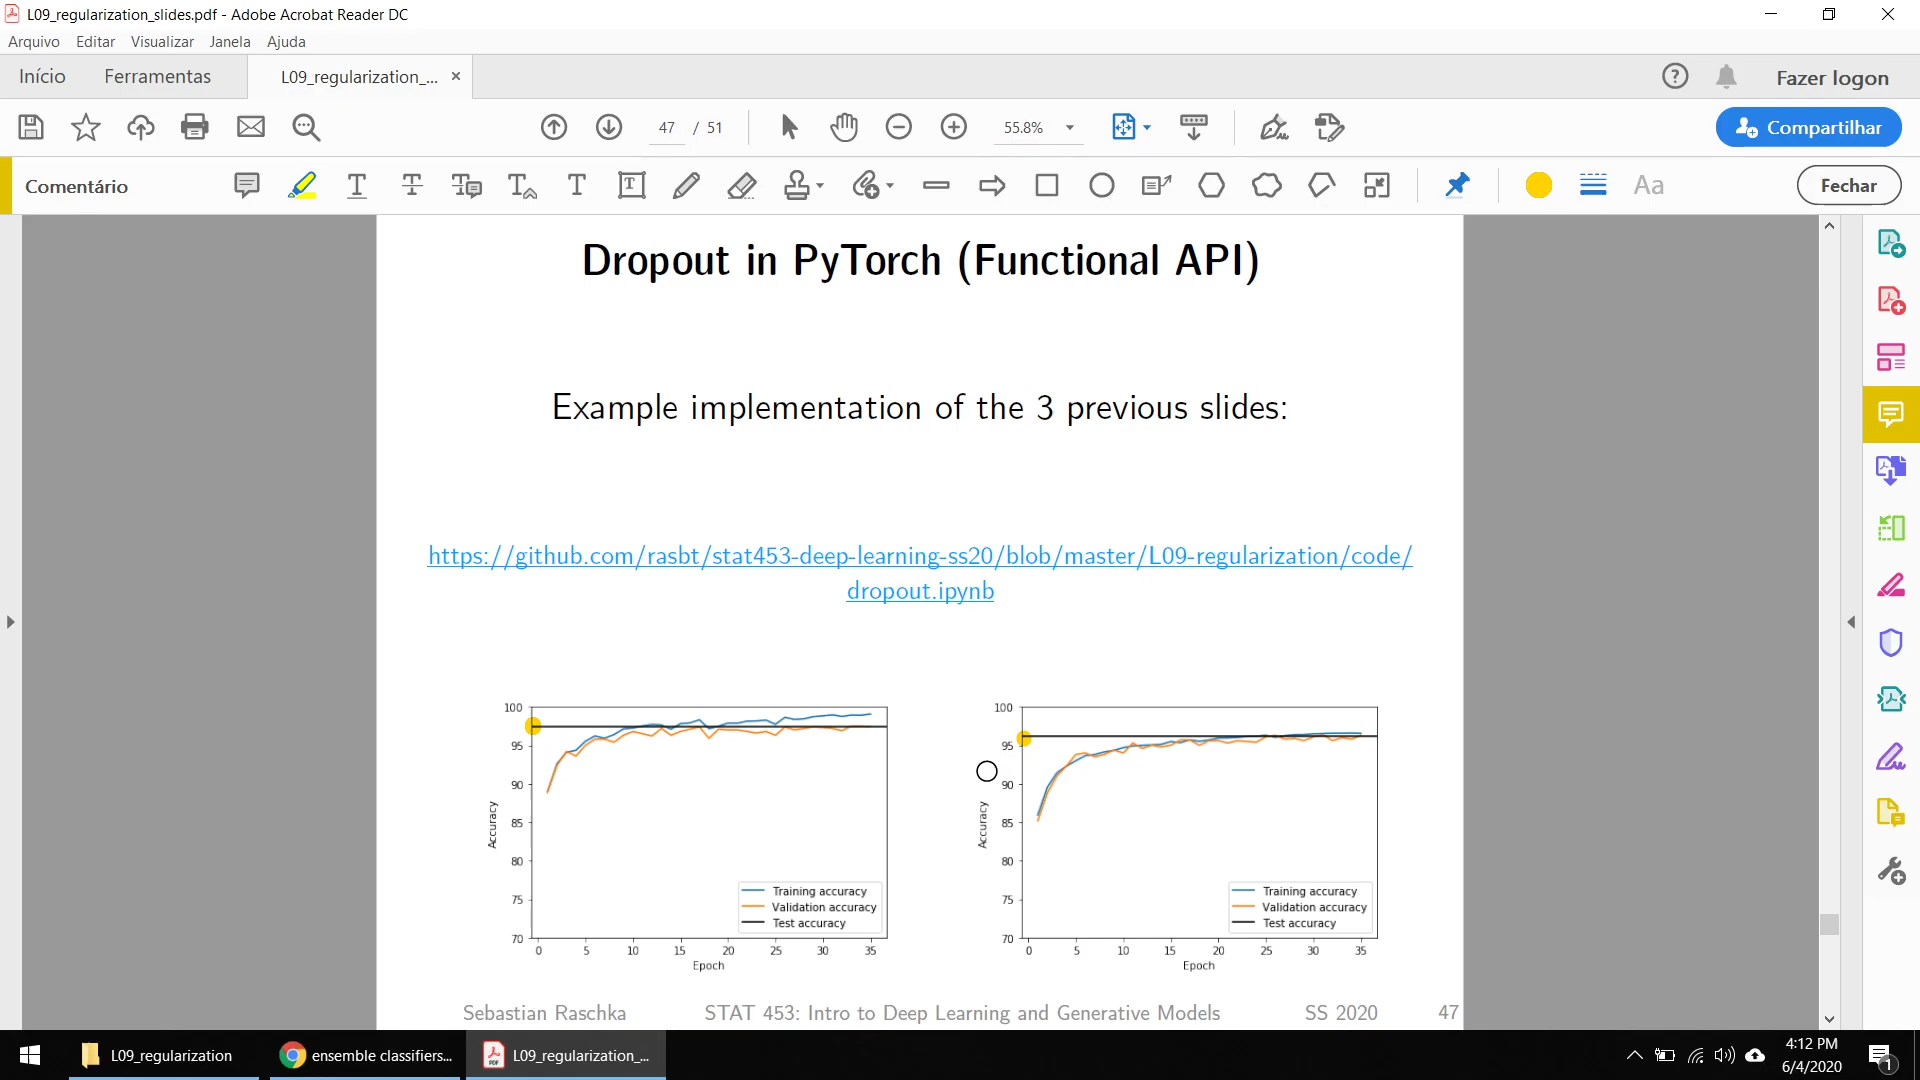 L09_regularization_slides.pdf - Adobe Acrobat Reader DC
Arquivo Editar Visualizar Janela Ajuda
Início Ferramentas L09_regularization_... ×
Fazer logon
47 / 51
55.8%
Compartilhar
Comentário
Aa
Fechar
Dropout in PyTorch (Functional API)
Example implementation of the 3 previous slides:
https://github.com/rasbt/stat453-deep-learning-ss20/blob/master/L09-regularization/code/
dropout.ipynb
100
95
90
85
80
75
70
0 5 10 15 20 25 30 35
Accuracy
Epoch
Training accuracy
Validation accuracy
Test accuracy
100
95
90
85
80
75
70
0 5 10 15 20 25 30 35
Accuracy
Epoch
Training accuracy
Validation accuracy
Test accuracy
Sebastian Raschka STAT 453: Intro to Deep Learning and Generative Models SS 2020 47
L09_regularization
ensemble classifiers...
L09_regularization_...
4:12 PM
6/4/2020
1